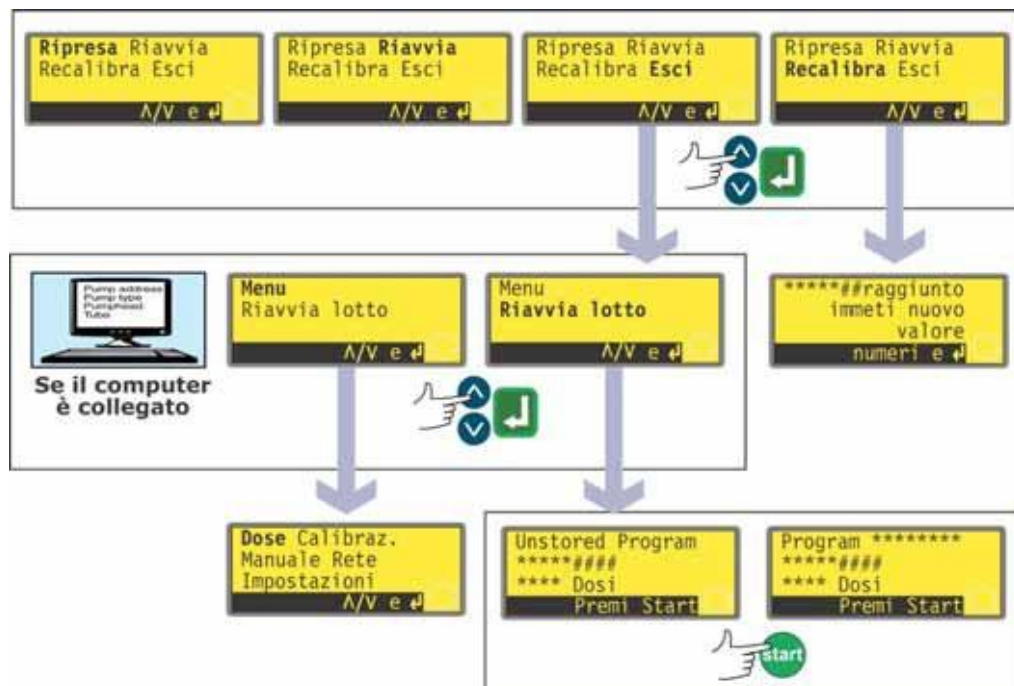 Ripresa Riavvia
Recalibra Esci
∧/∨ e ↵
Ripresa Riavvia
Recalibra Esci
∧/∨ e ↵
Ripresa Riavvia
Recalibra Esci
∧/∨ e ↵
Ripresa Riavvia
Recalibra Esci
∧/∨ e ↵
Pump address
Pump type
Pumphead
Tube
Se il computer
è collegato
Menu
Riavvia lotto
∧/∨ e ↵
Menu
Riavvia lotto
∧/∨ e ↵
*****##raggiunto
immeti nuovo
valore
numeri e ↵
Dose Calibraz.
Manuale Rete
Impostazioni
∧/∨ e ↵
Unstored Program
*****####
**** Dosi
Premi Start
Program ********
*****####
**** Dosi
Premi Start
start